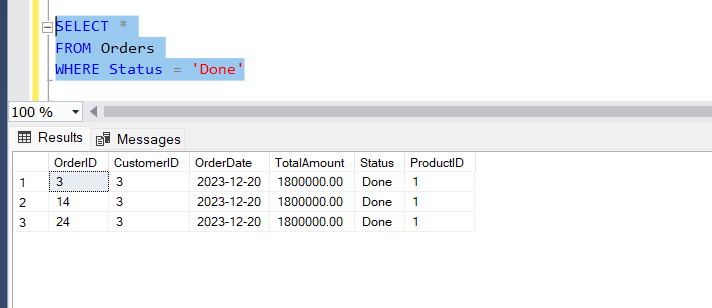 SELECT *
FROM Orders
WHERE Status = 'Done'
100 %
Results Messages
OrderID CustomerID OrderDate TotalAmount Status ProductID
1 3 3 2023-12-20 1800000.00 Done 1
2 14 3 2023-12-20 1800000.00 Done 1
3 24 3 2023-12-20 1800000.00 Done 1